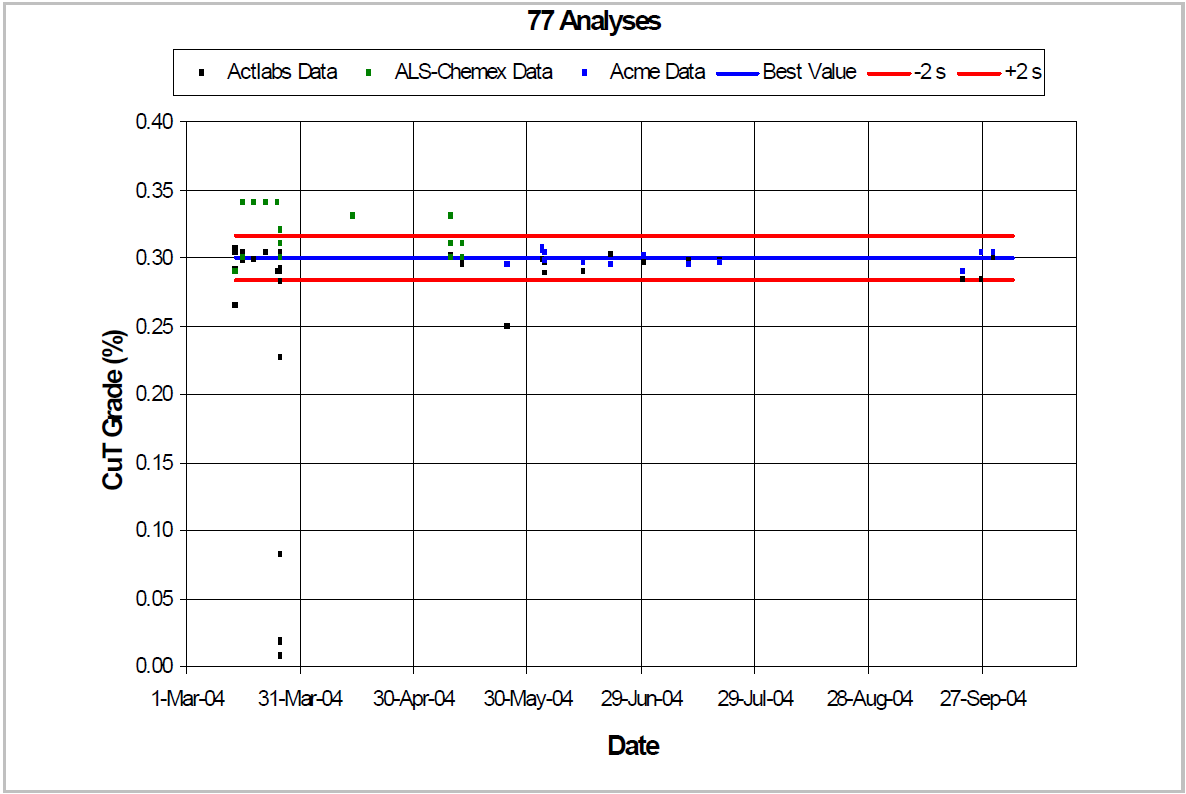 77 Analyses
Actlabs Data ALS-Chemex Data Acme Data Best Value -2 s +2 s
0.40
0.35
0.30
0.25
0.20
0.15
0.10
0.05
0.00
CuT Grade (%)
1-Mar-04 31-Mar-04 30-Apr-04 30-May-04 29-Jun-04 29-Jul-04 28-Aug-04 27-Sep-04
Date